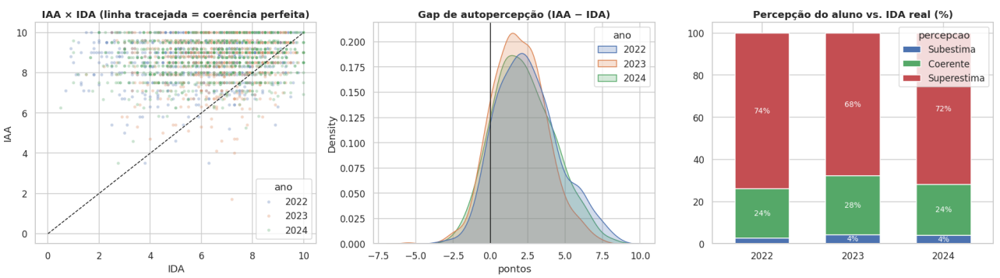 IAA × IDA (linha tracejada = coerência perfeita)
10
8
6
4
2
0
IAA
0 2 4 6 8 10
IDA
ano
2022
2023
2024
Gap de autopercepção (IAA − IDA)
0.200
0.175
0.150
0.125
0.100
0.075
0.050
0.025
0.000
Density
−7.5 −5.0 −2.5 0.0 2.5 5.0 7.5 10.0
pontos
ano
2022
2023
2024
Percepção do aluno vs. IDA real (%)
100
80
60
40
20
0
percepcao
Subestima
Coerente
Superestima
74%
68%
72%
24%
28%
24%
4%
4%
2022 2023 2024